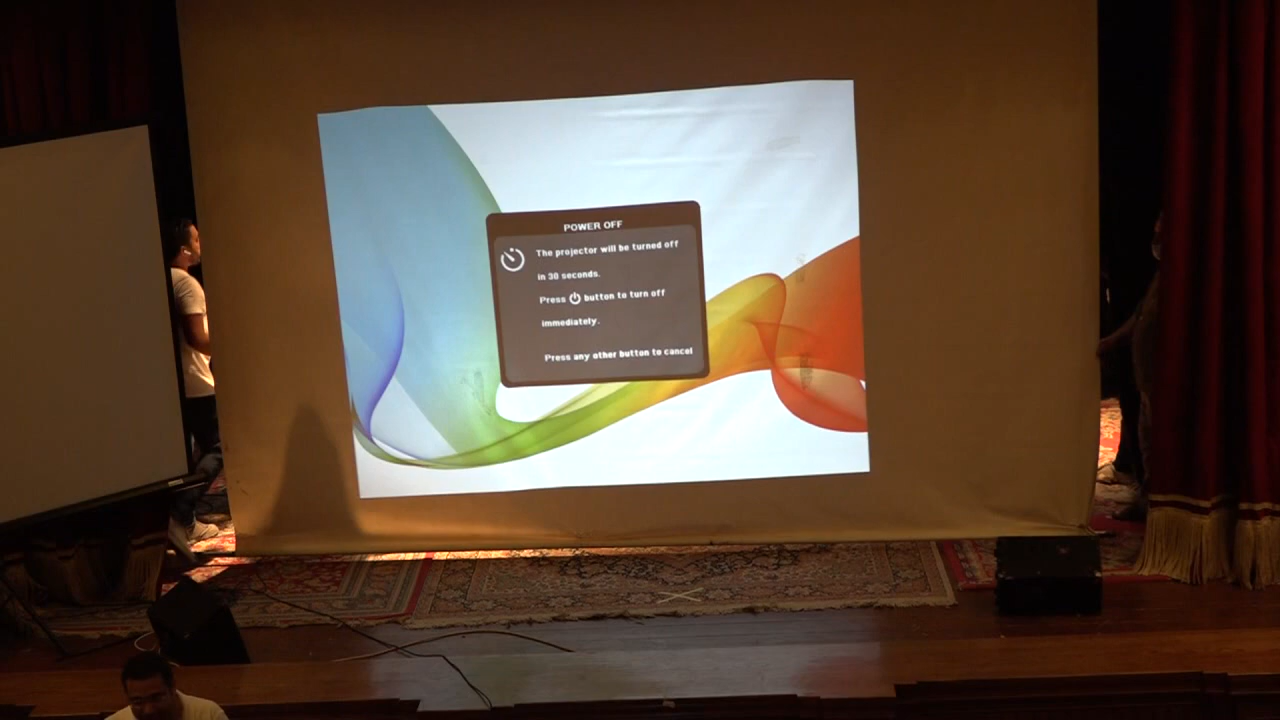 POWER OFF
The projector will be turned off
in 30 seconds.
Press button to turn off
immediately.
Press any other button to cancel